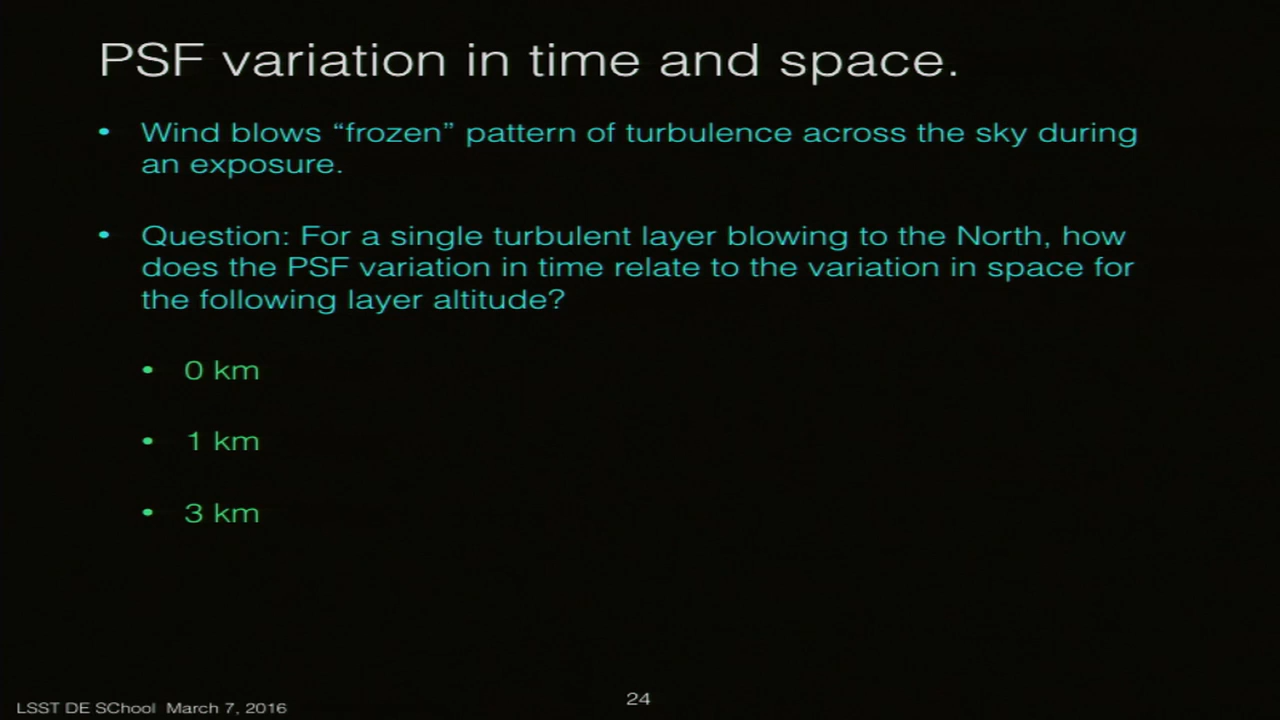 PSF variation in time and space.
• Wind blows “frozen” pattern of turbulence across the sky during
an exposure.
• Question: For a single turbulent layer blowing to the North, how
does the PSF variation in time relate to the variation in space for
the following layer altitude?
• 0 km
• 1 km
• 3 km
24
LSST DE SChool March 7, 2016